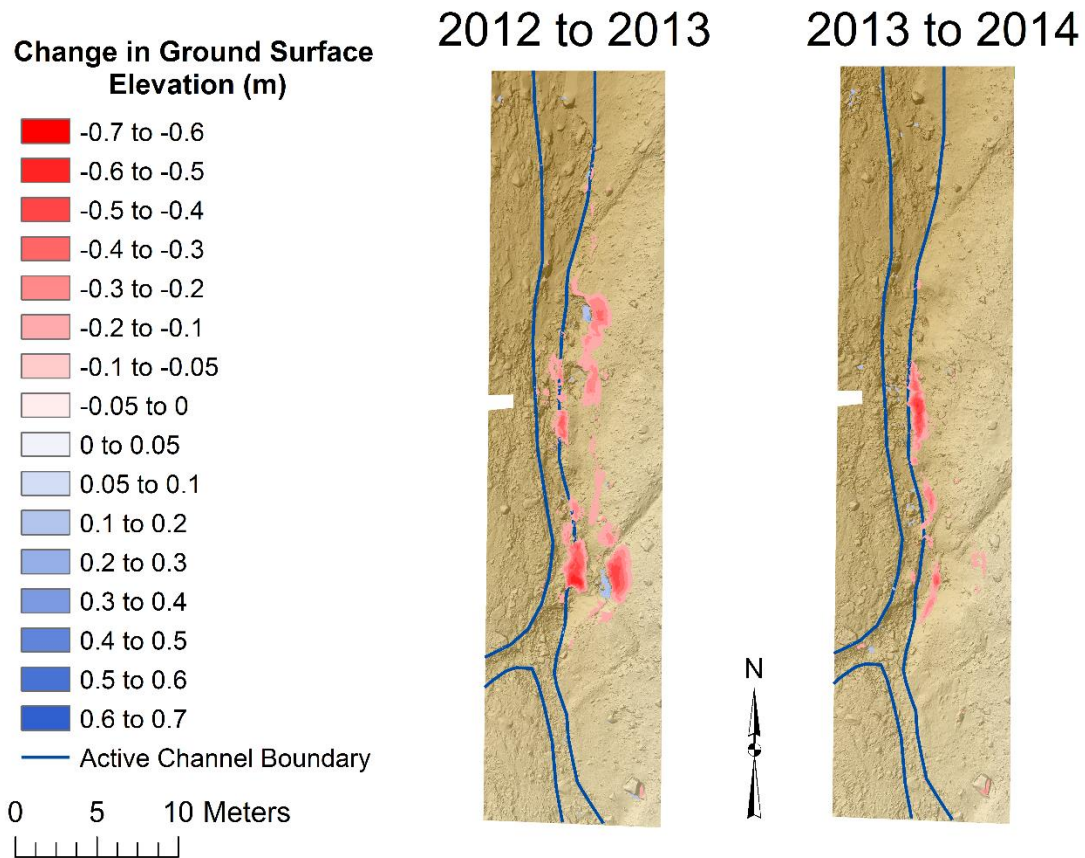 2012 to 2013
2013 to 2014
Change in Ground Surface
Elevation (m)
-0.7 to -0.6
-0.6 to -0.5
-0.5 to -0.4
-0.4 to -0.3
-0.3 to -0.2
-0.2 to -0.1
-0.1 to -0.05
-0.05 to 0
0 to 0.05
0.05 to 0.1
0.1 to 0.2
0.2 to 0.3
0.3 to 0.4
0.4 to 0.5
0.5 to 0.6
0.6 to 0.7
Active Channel Boundary
0 5 10 Meters
N